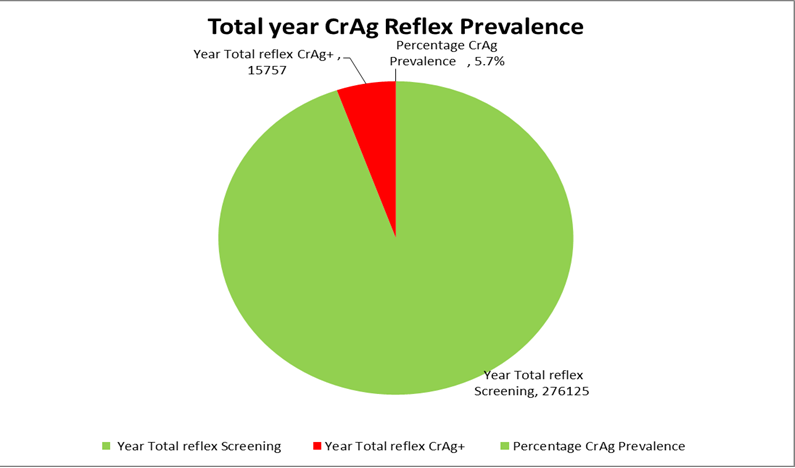 Total year CrAg Reflex Prevalence
Year Total reflex CrAg+ ,
15757
Percentage CrAg
Prevalence , 5.7%
Year Total reflex
Screening, 276125
Year Total reflex Screening
Year Total reflex CrAg+
Percentage CrAg Prevalence